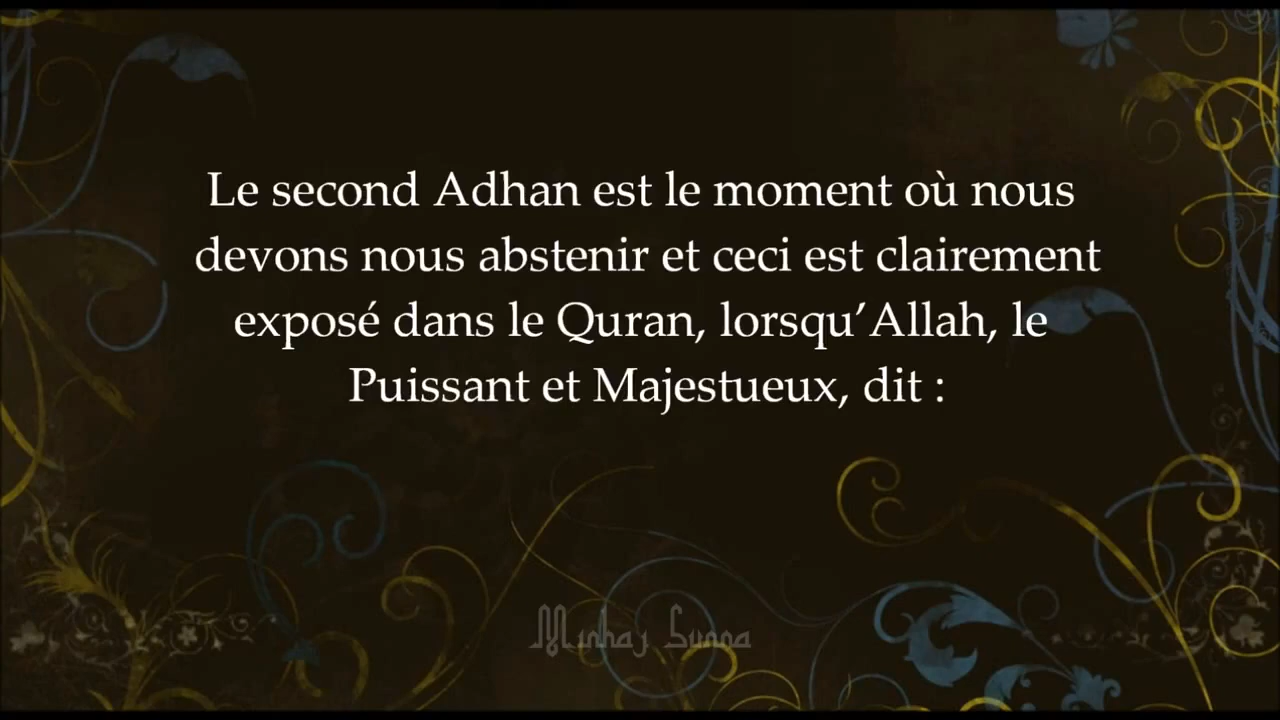 Le second Adhan est le moment où nous
devons nous abstenir et ceci est clairement
exposé dans le Quran, lorsqu’Allah, le
Puissant et Majestueux, dit :
Minhaj Sunna